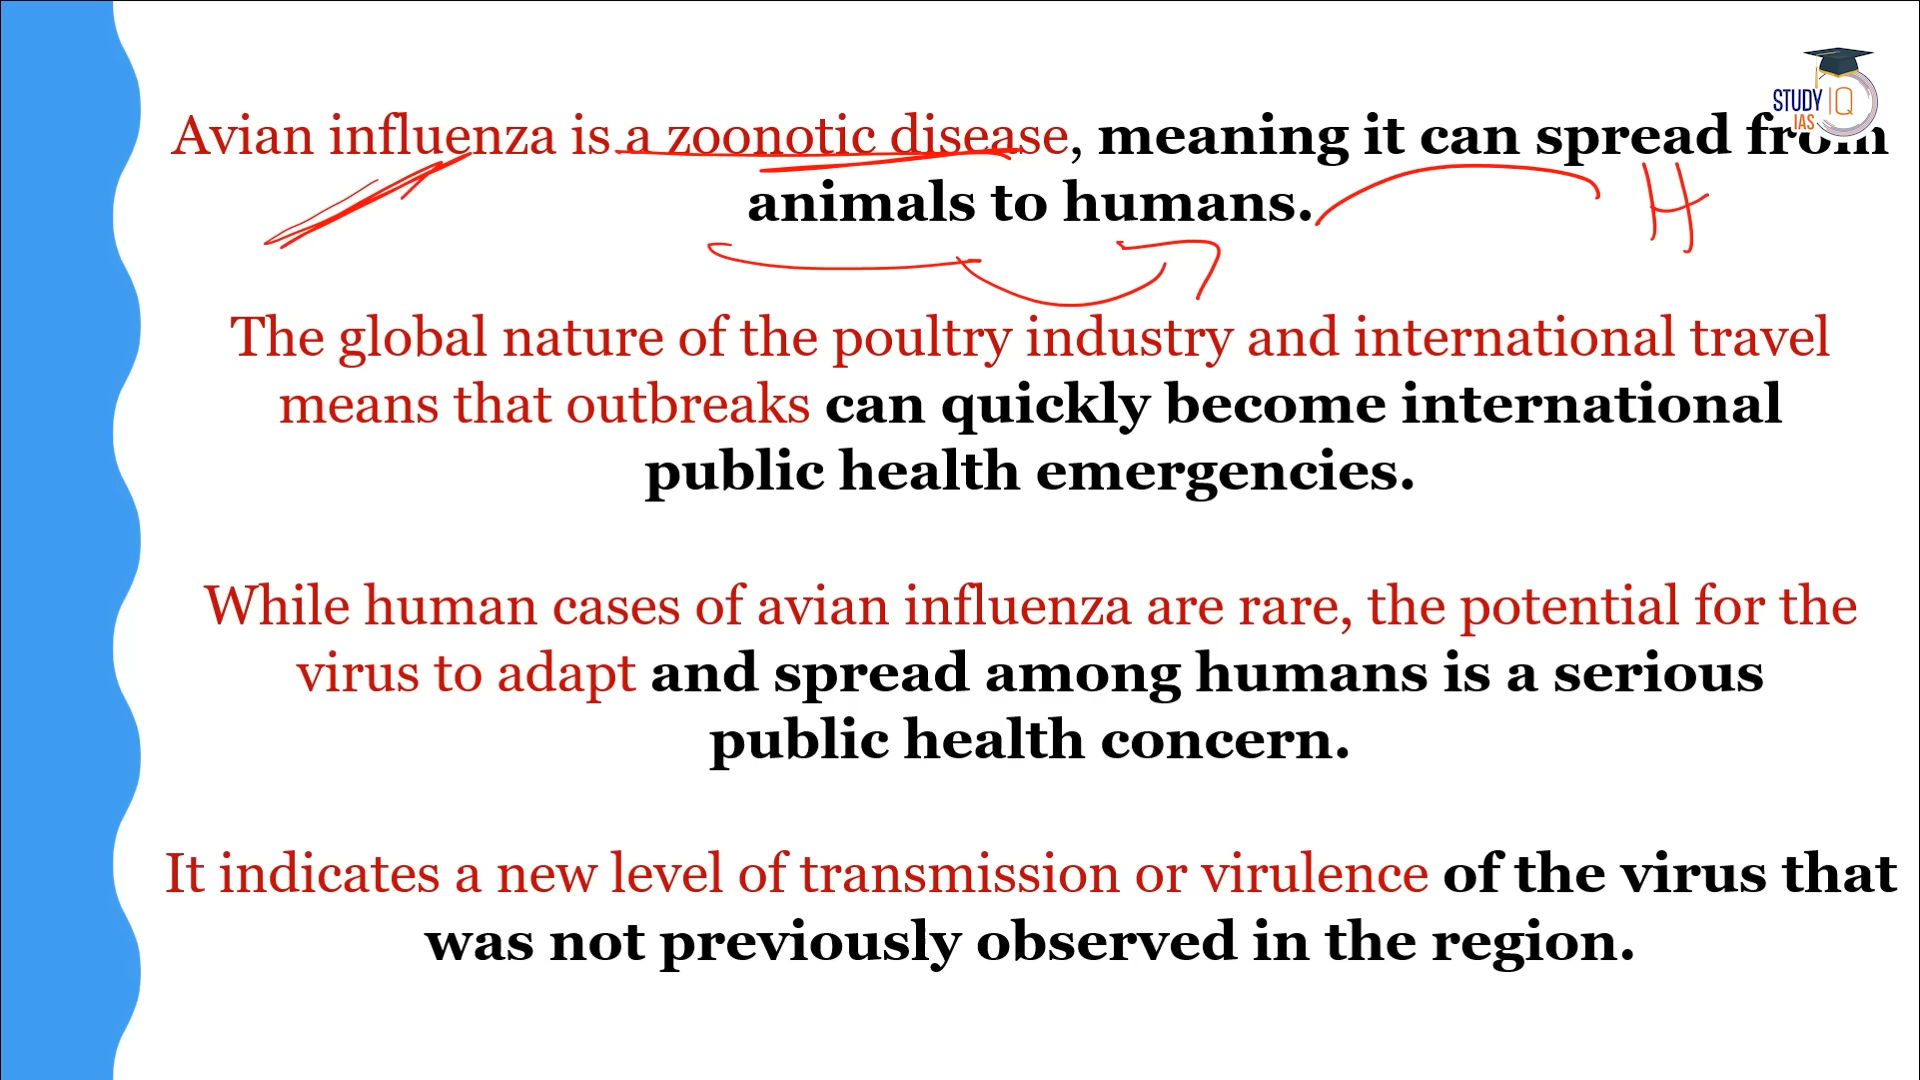 STUDY IQ
IAS
Avian influenza is a zoonotic disease, meaning it can spread from
animals to humans.
H
The global nature of the poultry industry and international travel
means that outbreaks can quickly become international
public health emergencies.
While human cases of avian influenza are rare, the potential for the
virus to adapt and spread among humans is a serious
public health concern.
It indicates a new level of transmission or virulence of the virus that
was not previously observed in the region.